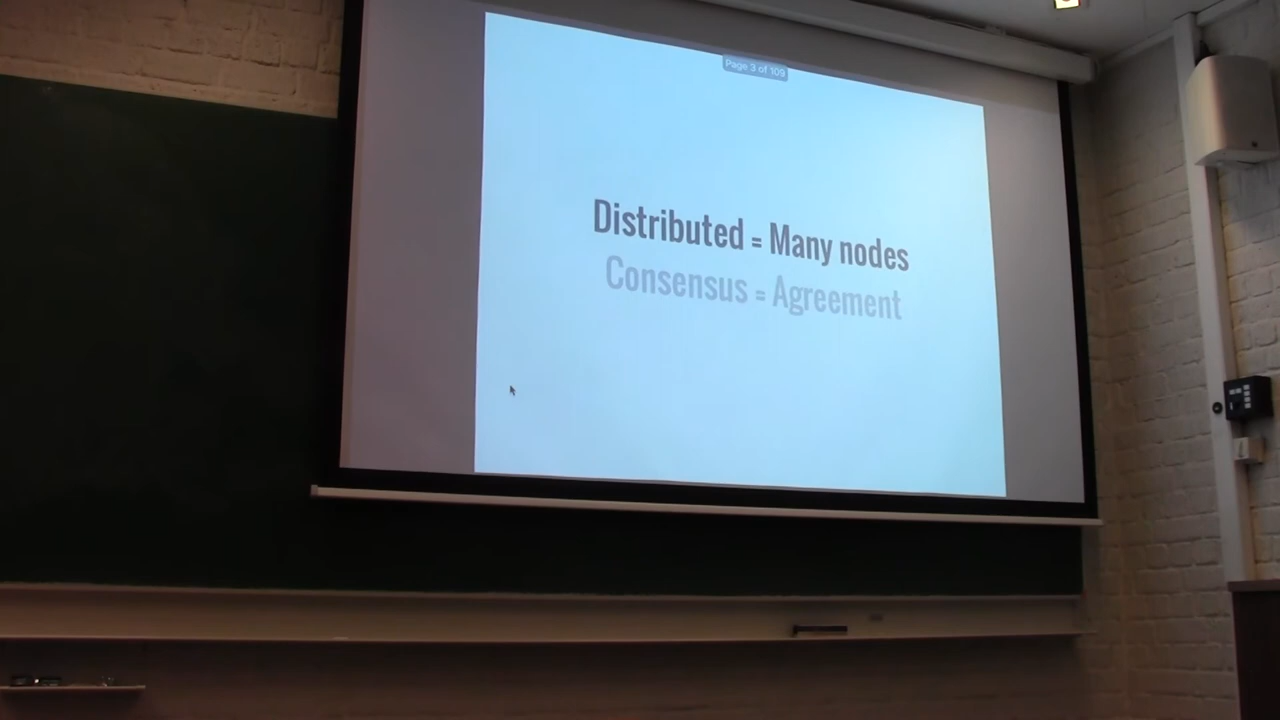 Page 3 of 109
Distributed = Many nodes
Consensus = Agreement